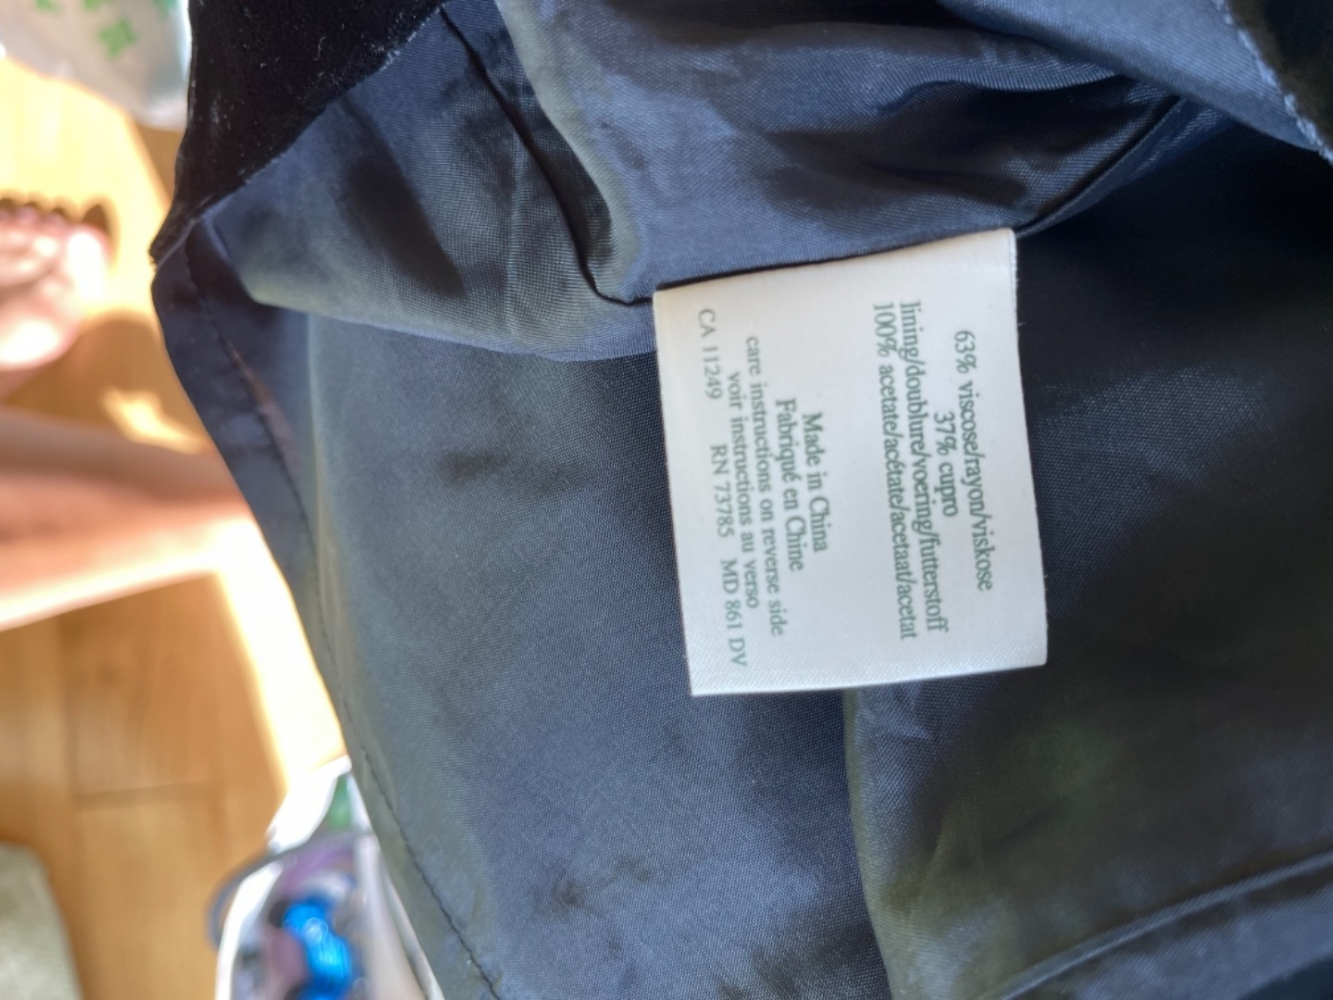 63% viscose/rayon/viskose
37% cupro
lining/doublure/voering/futterstoff
100% acetate/acétate/acetaat/acetat
Made in China
Fabriqué en Chine
care instructions on reverse side
voir instructions au verso
CA 11249 RN 73785 MD 861 DV